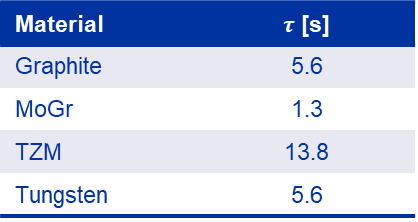 Material τ [s]
Graphite 5.6
MoGr 1.3
TZM 13.8
Tungsten 5.6